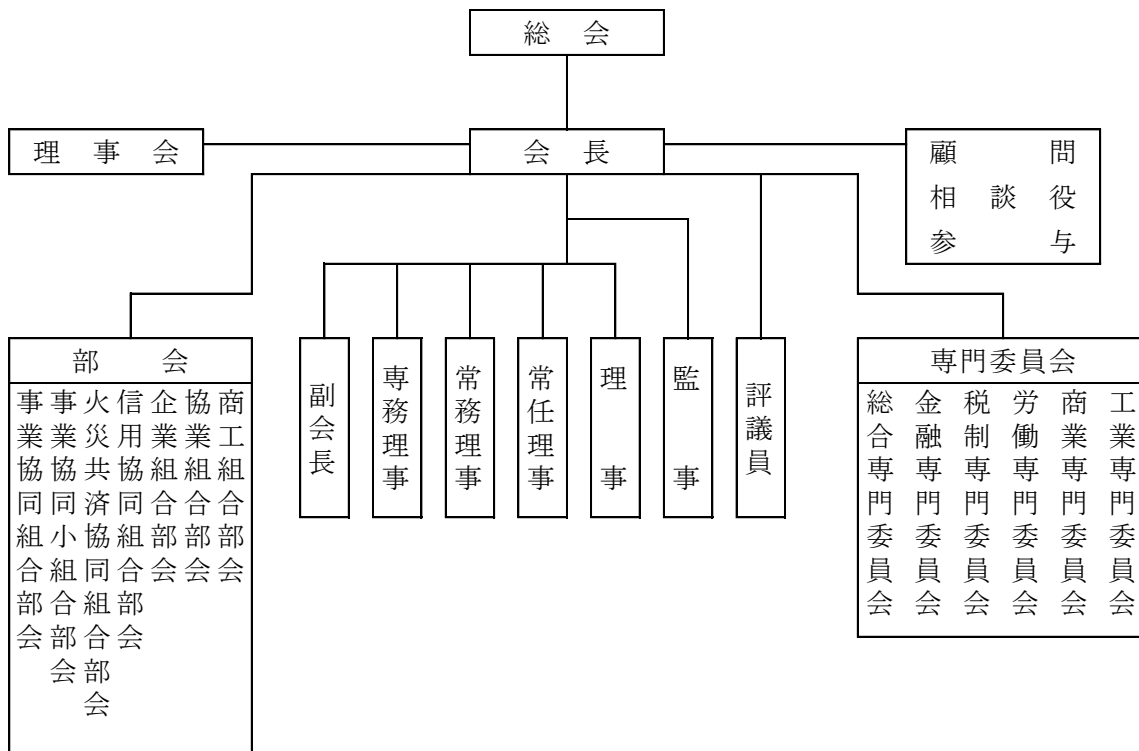 総会
理事会
会長
顧問
相談役
参与
部会
事業協同組合部会
事業協同小組合部会
火災共済協同組合部会
信用協同組合部会
企業組合部会
協業組合部会
商工組合部会
副会長
専務理事
常務理事
常任理事
理事
監事
評議員
専門委員会
総合専門委員会
金融専門委員会
税制専門委員会
労働専門委員会
商業専門委員会
工業専門委員会